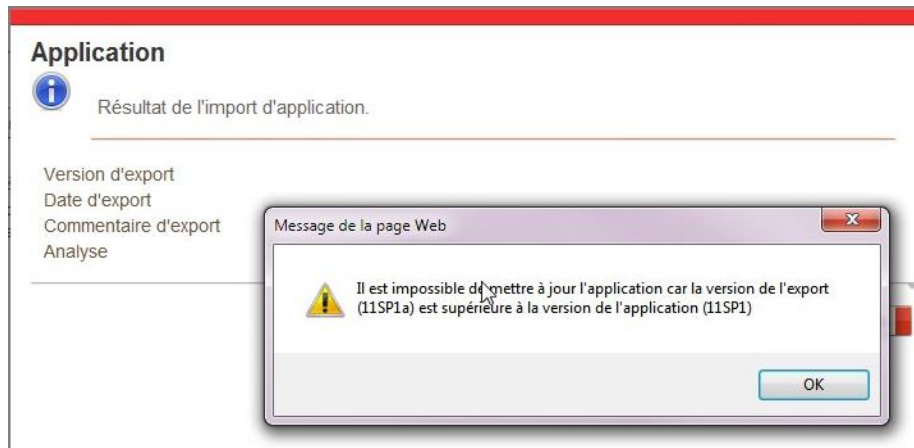 Application
Résultat de l'import d'application.
Version d'export
Date d'export
Commentaire d'export
Analyse
Message de la page Web
Il est impossible de mettre à jour l'application car la version de l'export
(11SP1a) est supérieure à la version de l'application (11SP1)
OK